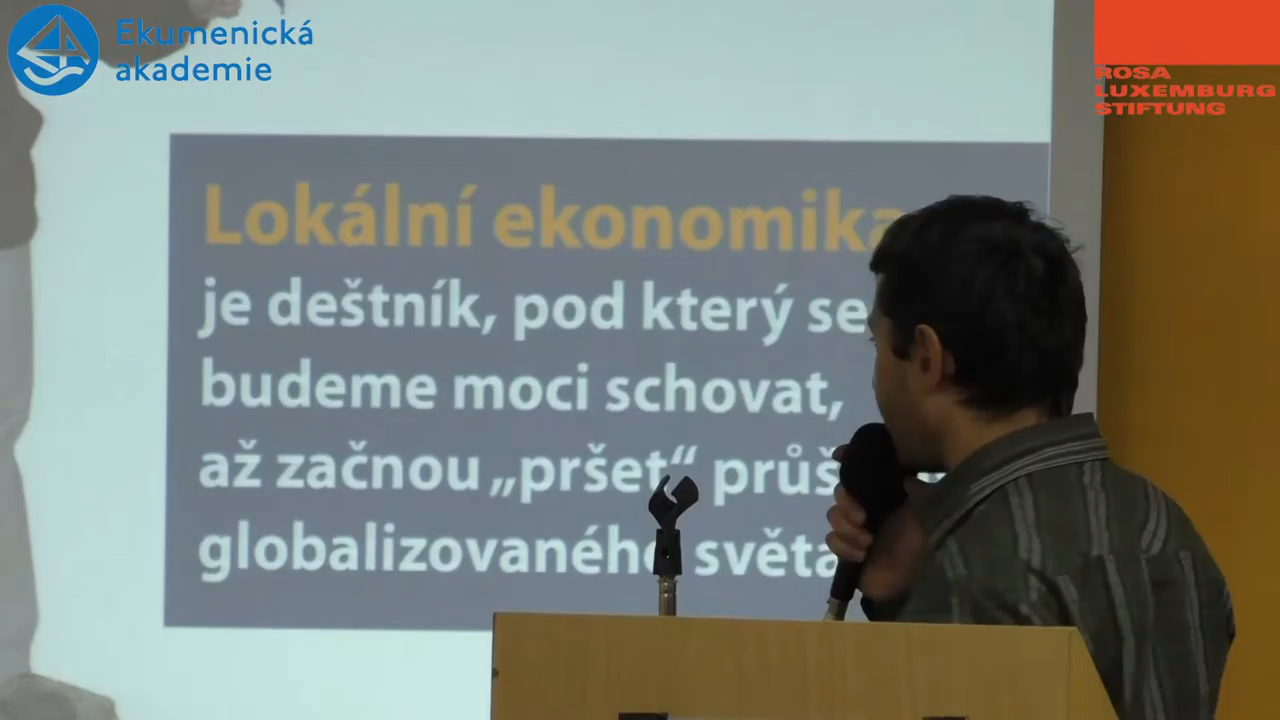 Ekumenická
akademie
ROSA
LUXEMBURG
STIFTUNG
Lokální ekonomika
je deštník, pod který se
budeme moci schovat,
až začnou „pršet“
globalizovaného světa